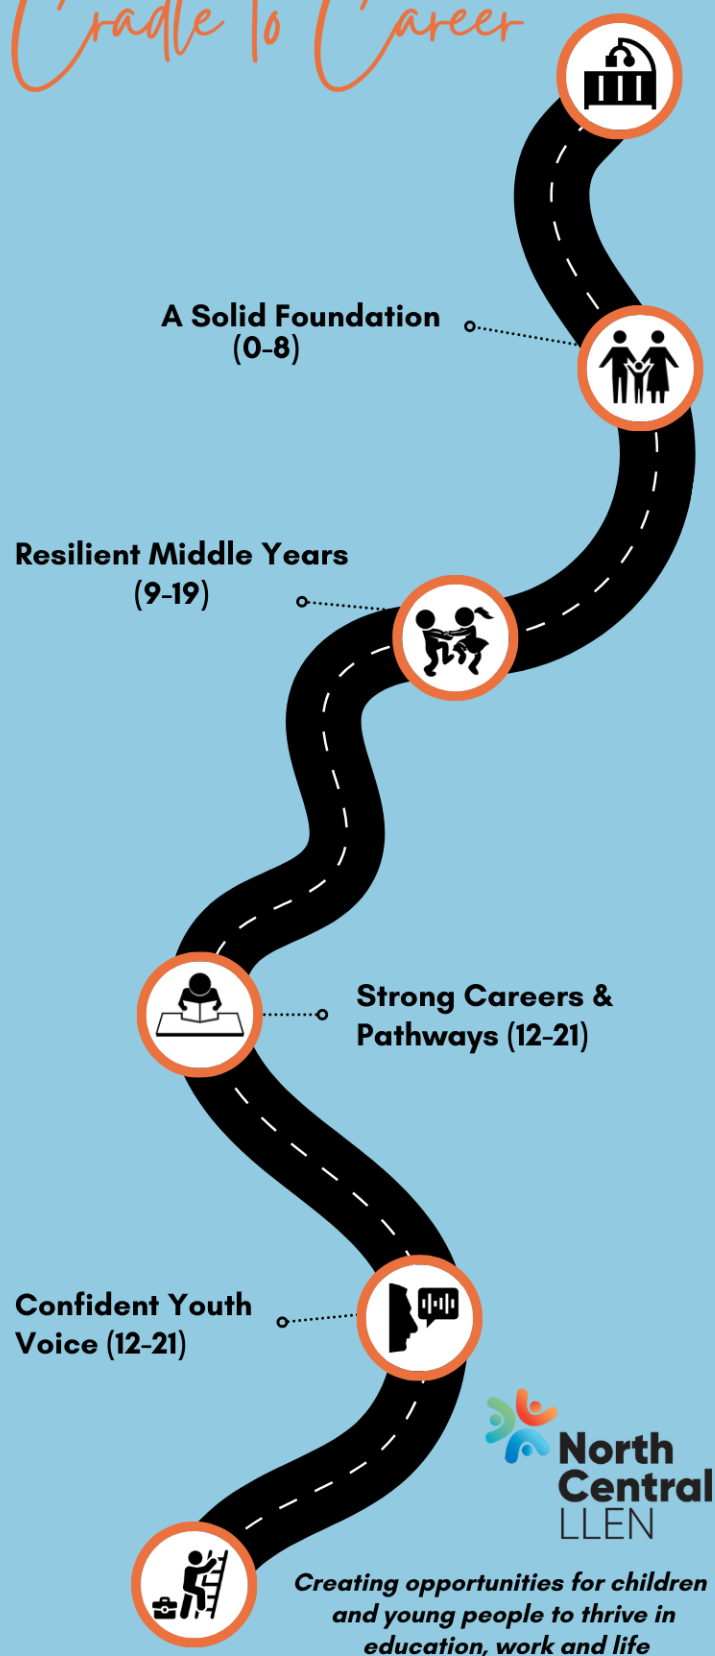 Cradle to Career
A Solid Foundation
(0-8)
Resilient Middle Years
(9-19)
Strong Careers &
Pathways (12-21)
Confident Youth
Voice (12-21)
North
Central
LLEN
Creating opportunities for children
and young people to thrive in
education, work and life